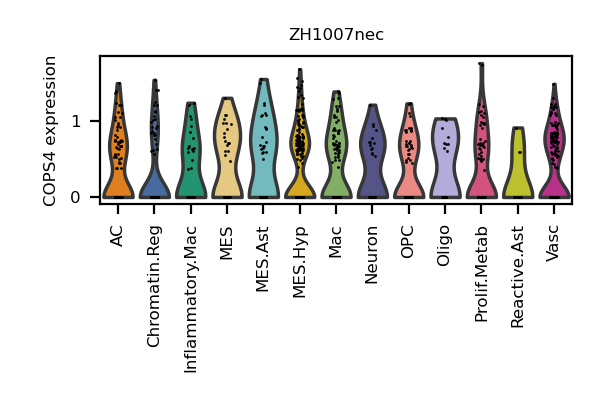 ZH1007nec
COPS4 expression
1
0
AC
Chromatin.Reg
Inflammatory.Mac
MES
MES.Ast
MES.Hyp
Mac
Neuron
OPC
Oligo
Prolif.Metab
Reactive.Ast
Vasc